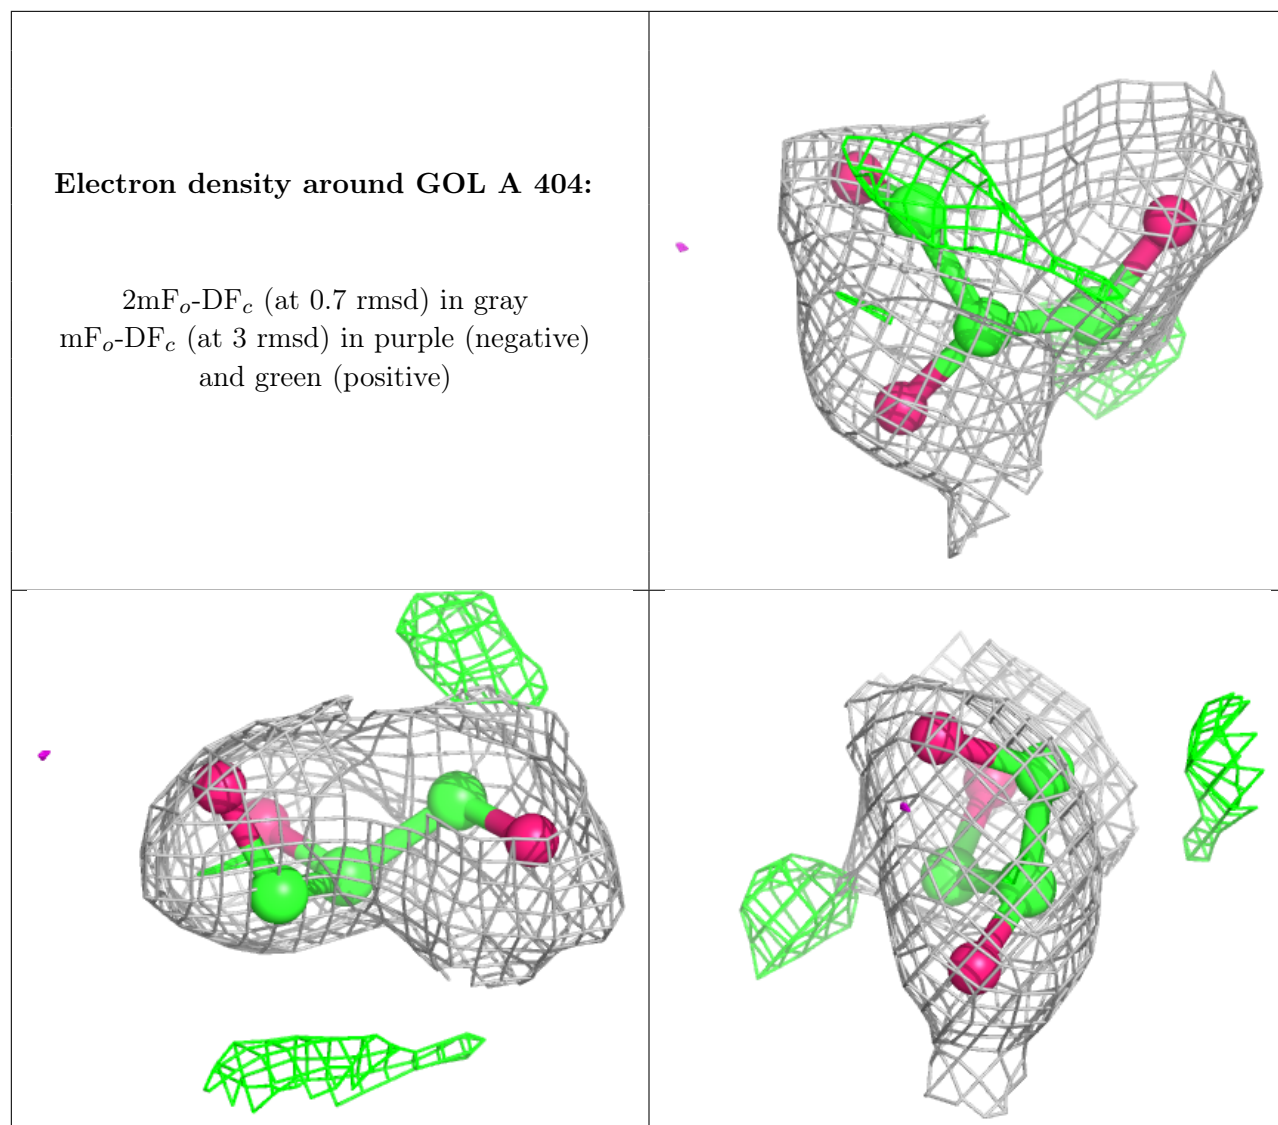 Electron density around GOL A 404:
2mFo-DFc (at 0.7 rmsd) in gray
mFo-DFc (at 3 rmsd) in purple (negative)
and green (positive)